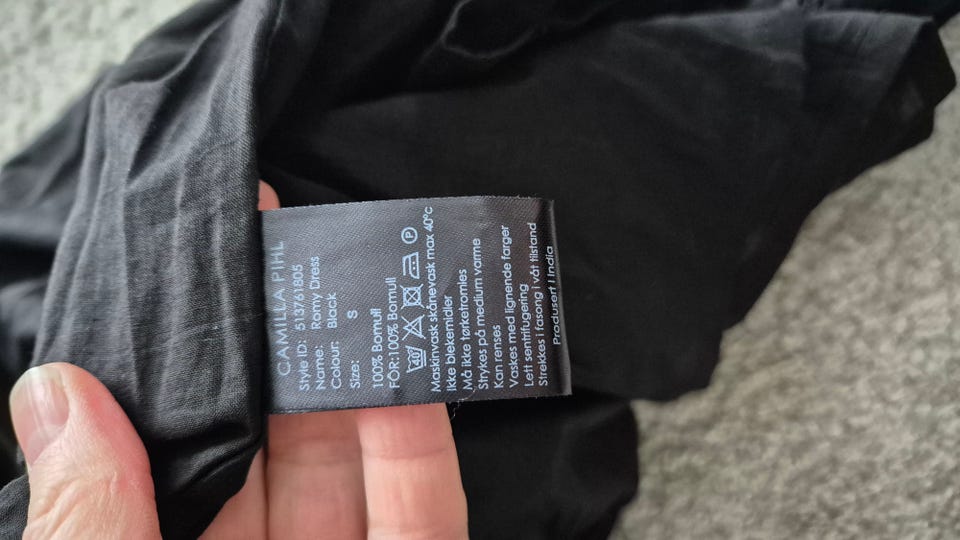 CAMILLA PIHL
Style ID: 513761805
Name: Romy Dress
Colour: Black
Size: S
100% Bomull
FÔR:100% Bomull
P
Maskinvask skånevask max 40°c
Ikke blekemidler
Må ikke tørketromles
Strykes på medium varme
Kan renses
Vaskes med lignende farger
Lett sentrifugering
Strekkes i fasong i våt tilstand
Produsert i India